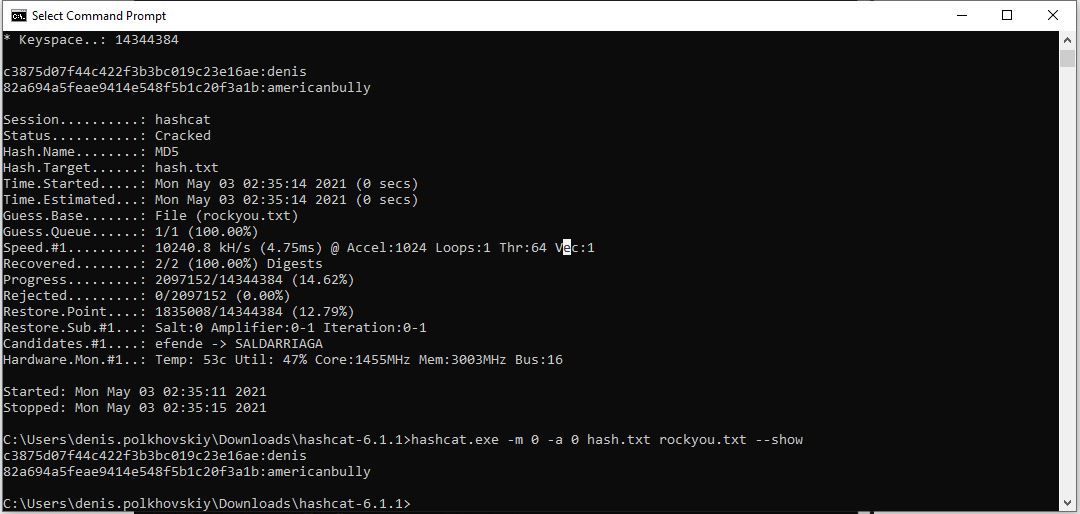 Select Command Prompt
* Keyspace..: 14344384
c3875d07f44c422f3b3bc019c23e16ae:denis
82a694a5feae9414e548f5b1c20f3a1b:americanbully
Session..........: hashcat
Status...........: Cracked
Hash.Name........: MD5
Hash.Target......: hash.txt
Time.Started.....: Mon May 03 02:35:14 2021 (0 secs)
Time.Estimated...: Mon May 03 02:35:14 2021 (0 secs)
Guess.Base.......: File (rockyou.txt)
Guess.Queue......: 1/1 (100.00%)
Speed.#1.........: 10240.8 kH/s (4.75ms) @ Accel:1024 Loops:1 Thr:64 Vec:1
Recovered........: 2/2 (100.00%) Digests
Progress.........: 2097152/14344384 (14.62%)
Rejected.........: 0/2097152 (0.00%)
Restore.Point....: 1835008/14344384 (12.79%)
Restore.Sub.#1...: Salt:0 Amplifier:0-1 Iteration:0-1
Candidates.#1....: efende -> SALDARRIAGA
Hardware.Mon.#1..: Temp: 53c Util: 47% Core:1455MHz Mem:3003MHz Bus:16
Started: Mon May 03 02:35:11 2021
Stopped: Mon May 03 02:35:15 2021
C:\Users\denis.polkhovskiy\Downloads\hashcat-6.1.1>hashcat.exe -m 0 -a 0 hash.txt rockyou.txt --show
c3875d07f44c422f3b3bc019c23e16ae:denis
82a694a5feae9414e548f5b1c20f3a1b:americanbully
C:\Users\denis.polkhovskiy\Downloads\hashcat-6.1.1>